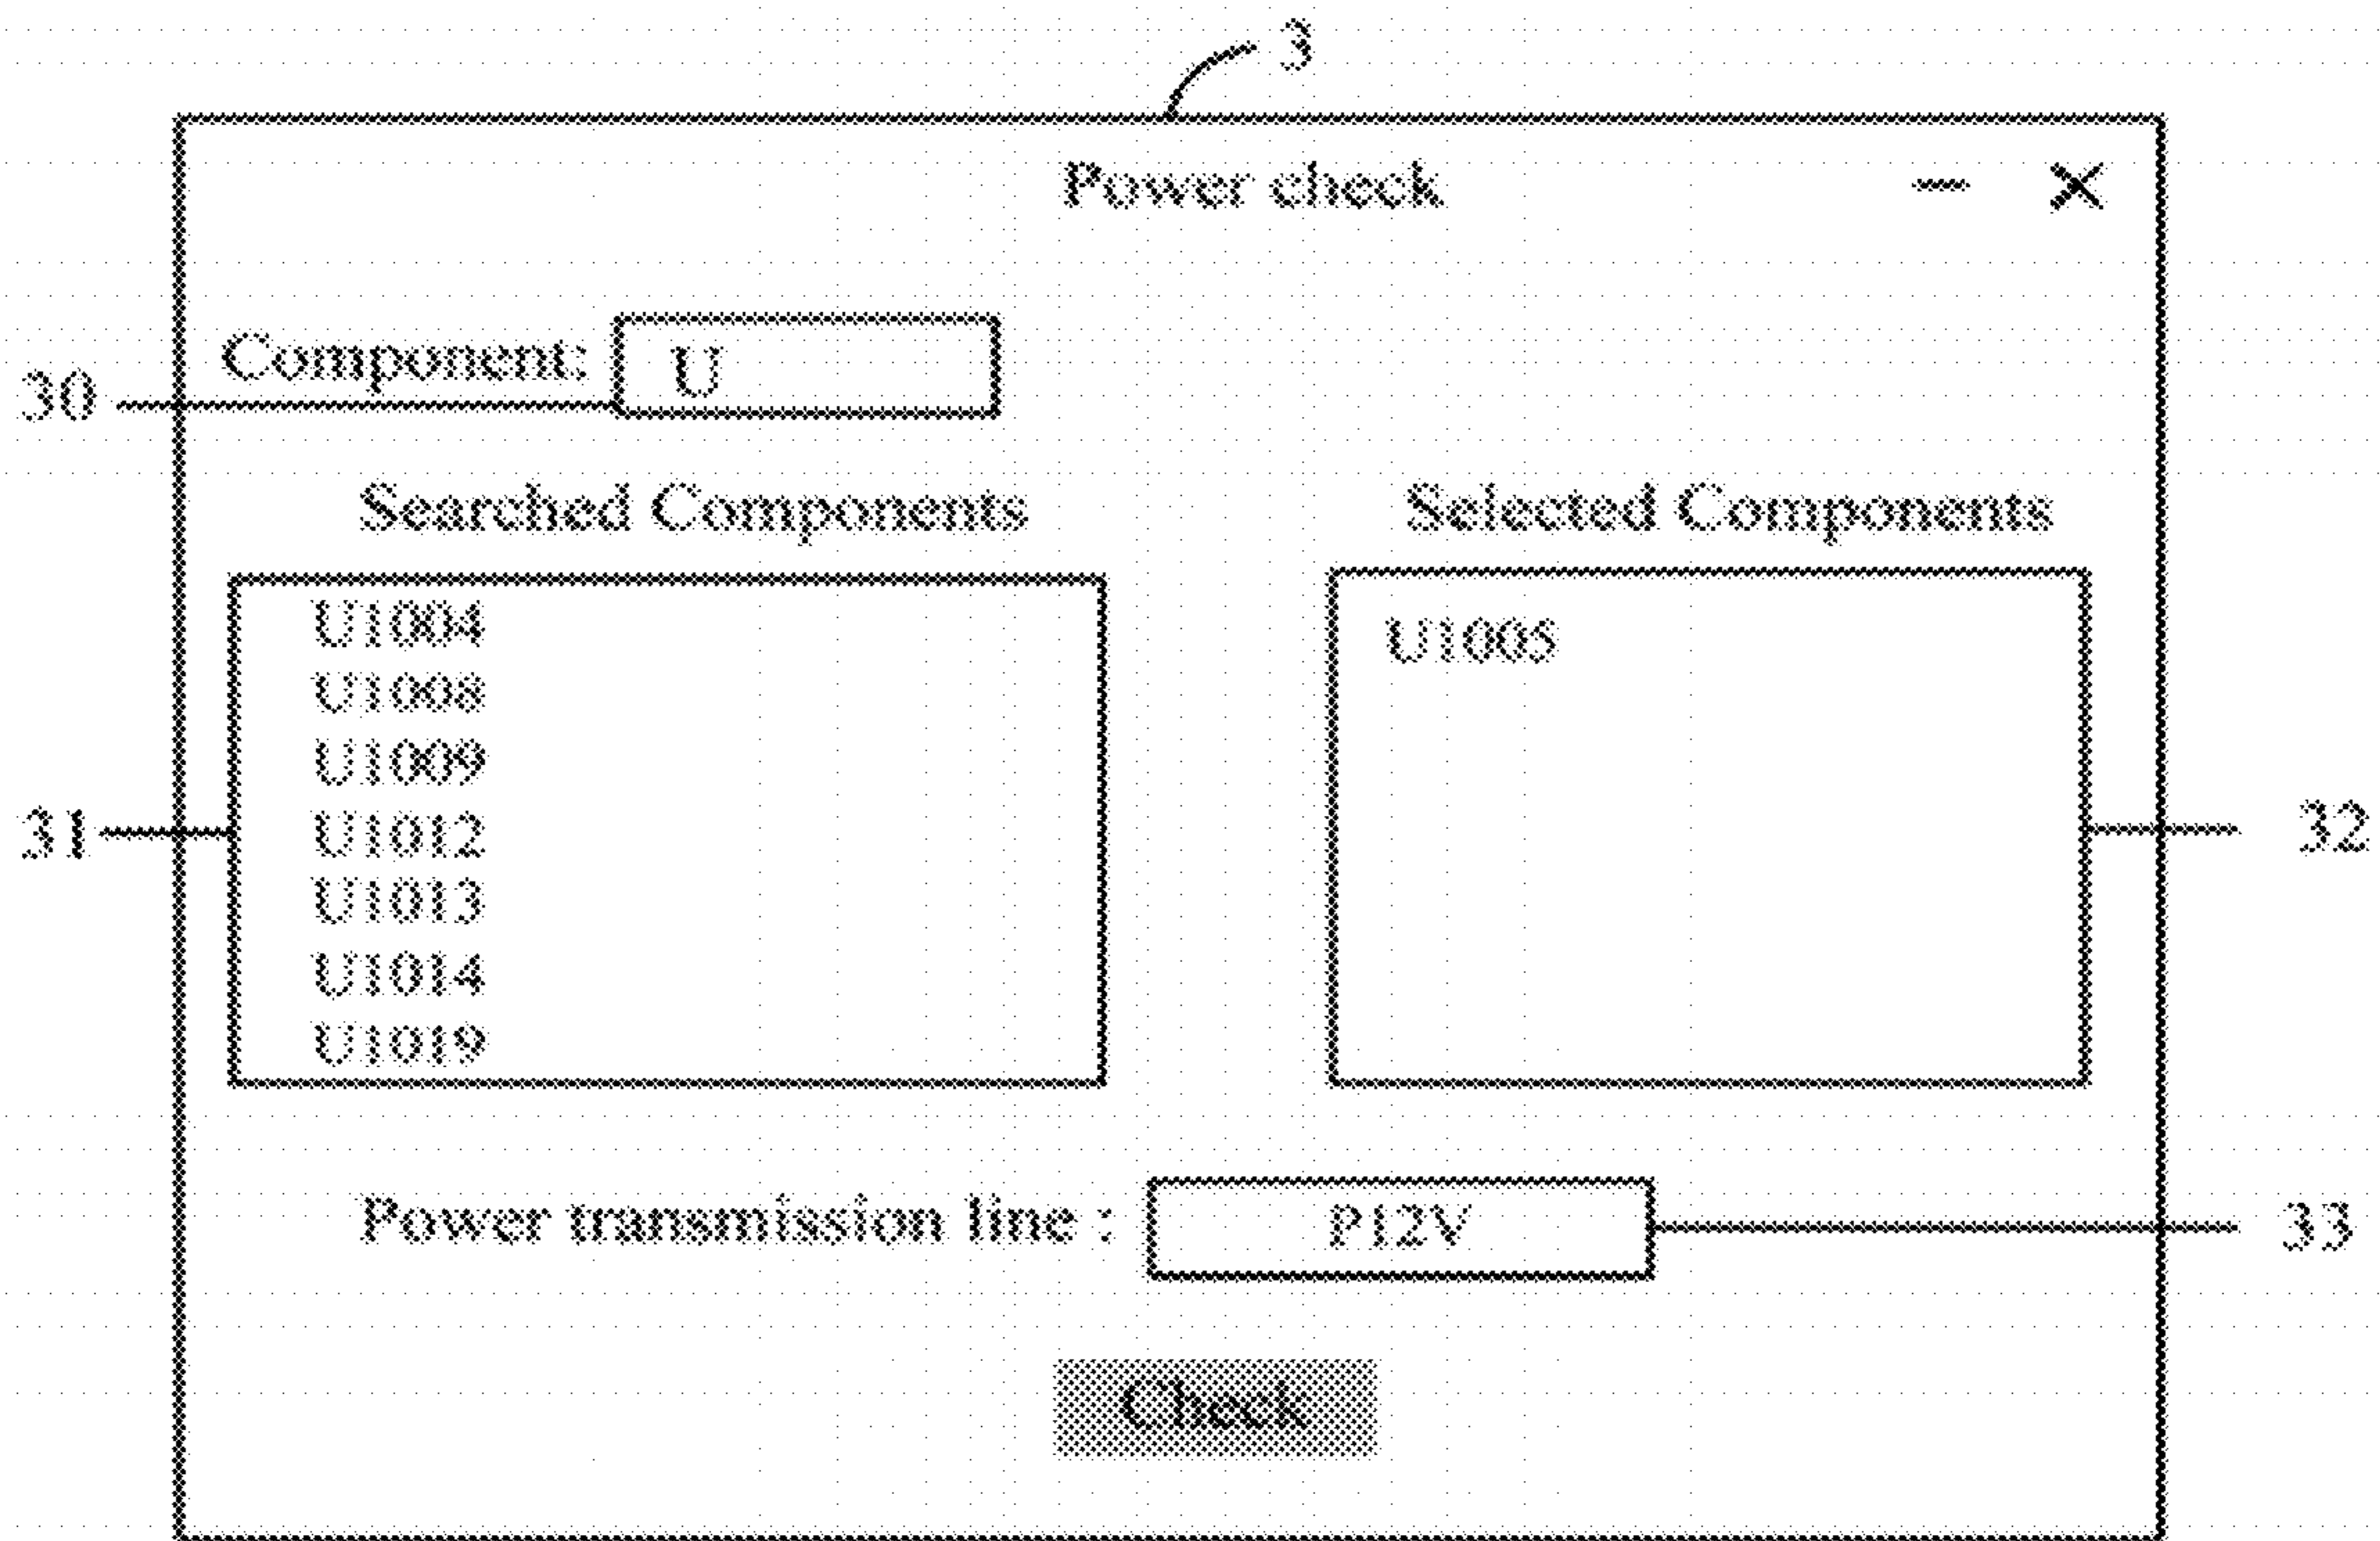 3
Power check — ×
Component: U
30
Searched Components
Selected Components
U1004
U1008
U1009
U1012
U1013
U1014
U1019
U1005
31
32
Power transmission line : P12V
33
Check